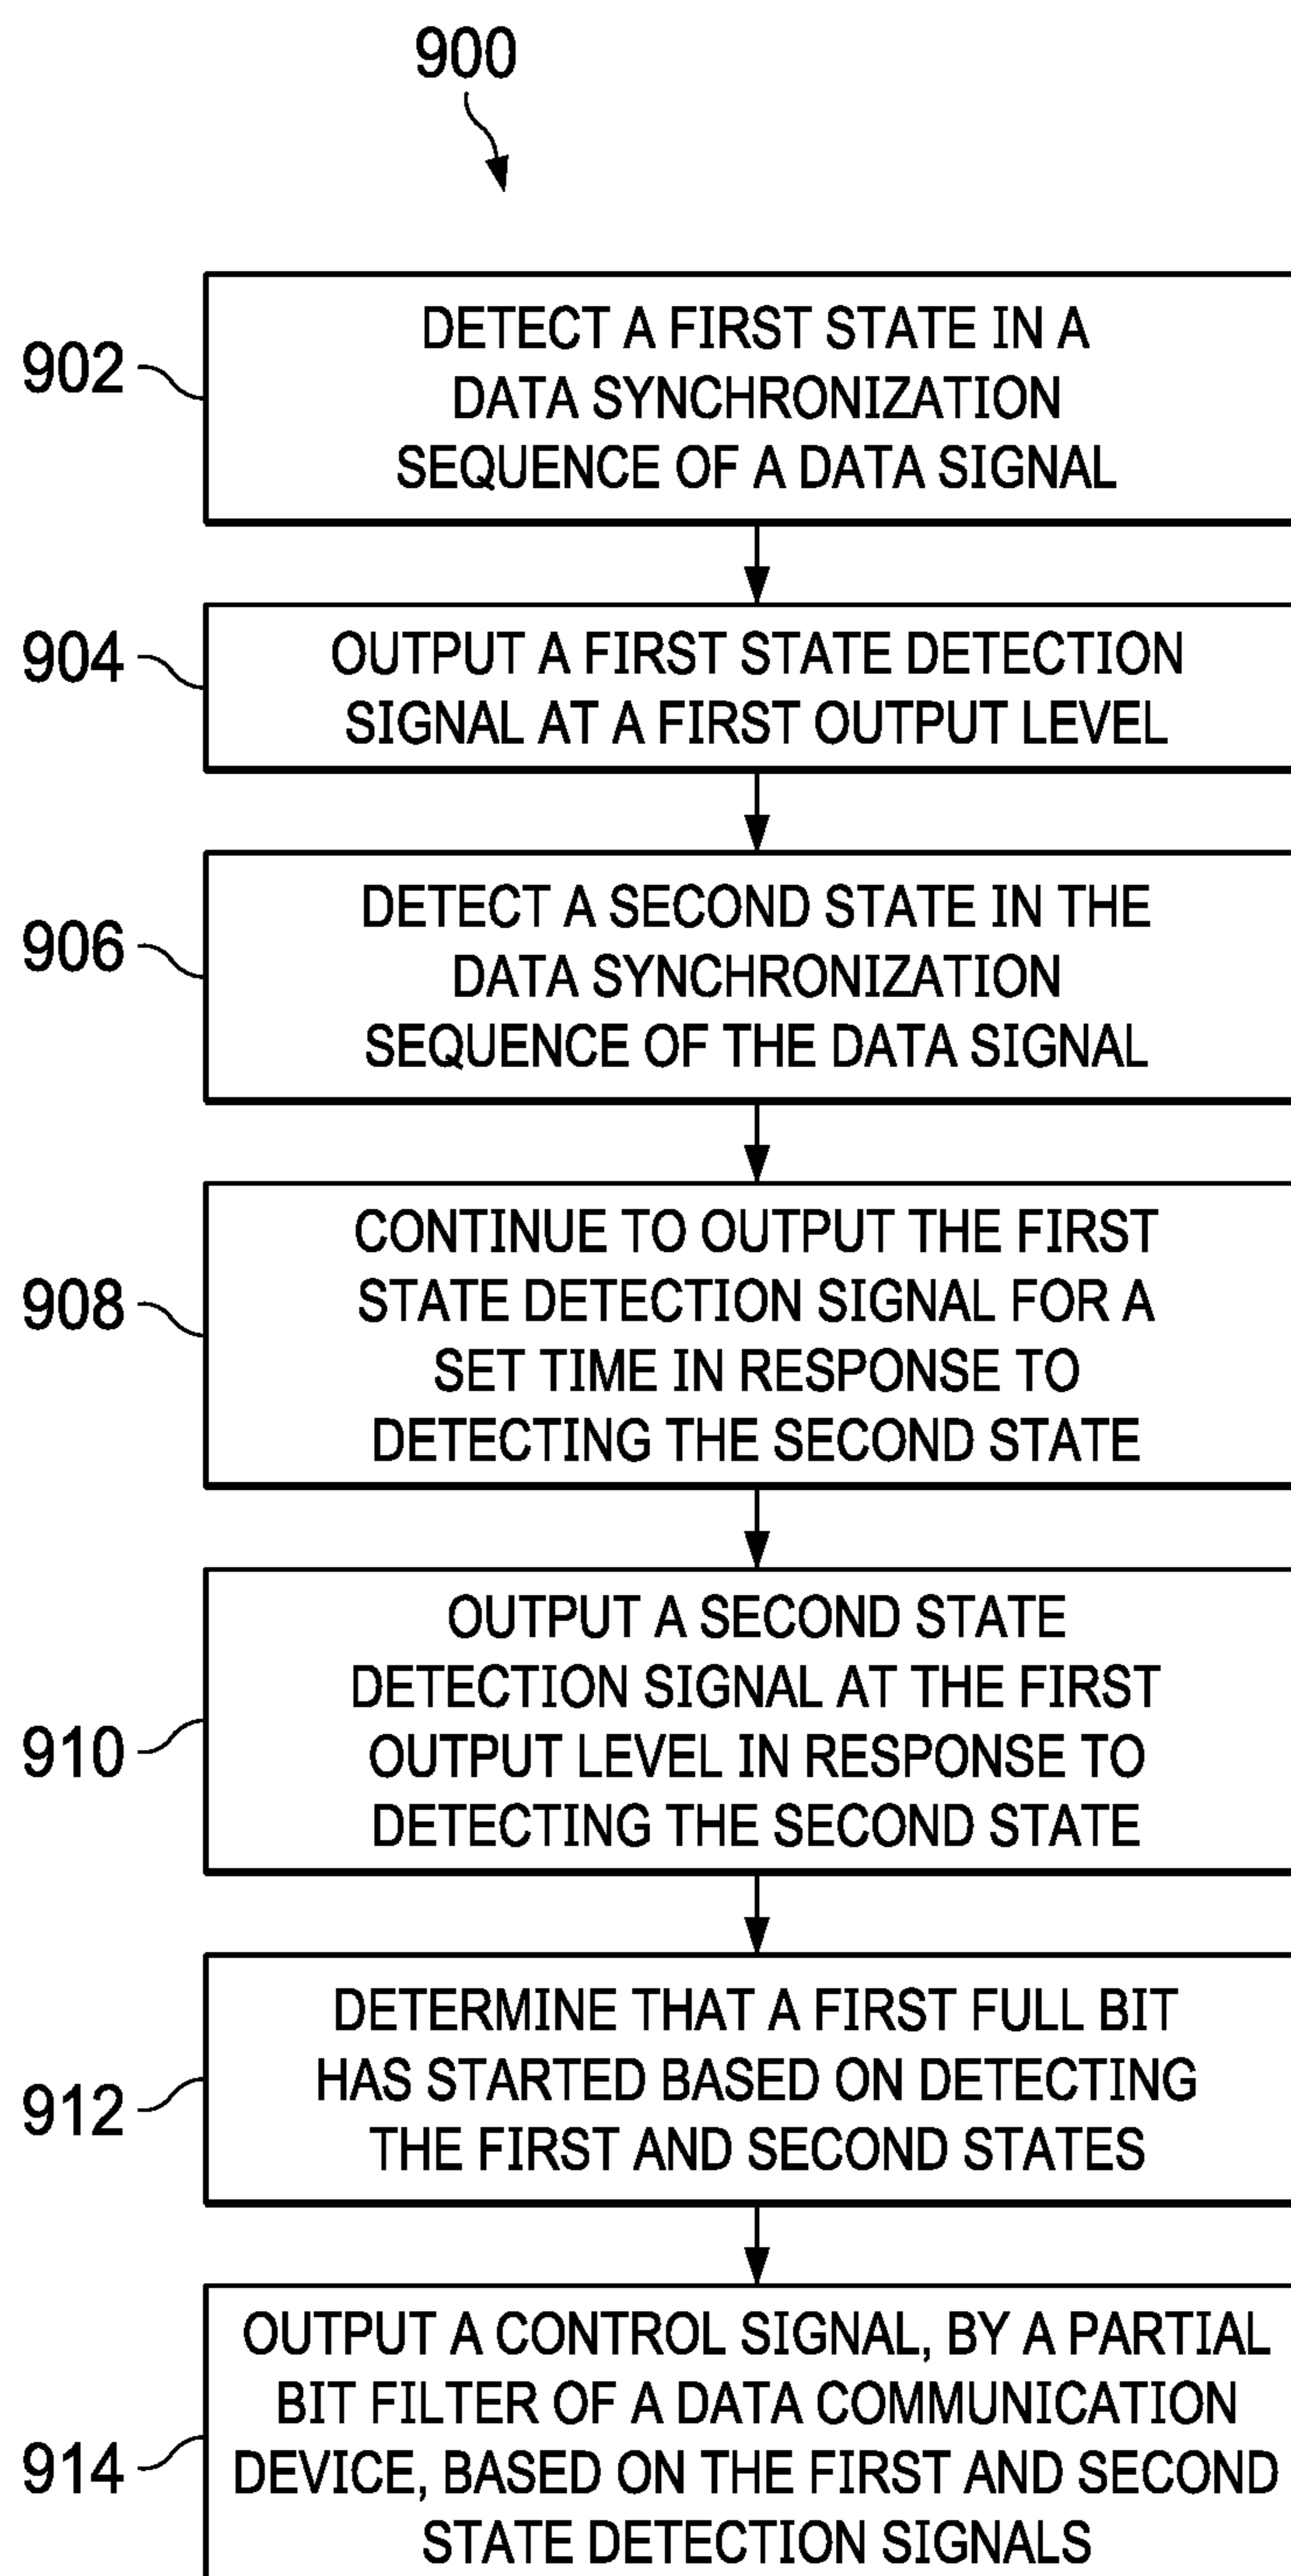 900
902
DETECT A FIRST STATE IN A
DATA SYNCHRONIZATION
SEQUENCE OF A DATA SIGNAL
904
OUTPUT A FIRST STATE DETECTION
SIGNAL AT A FIRST OUTPUT LEVEL
906
DETECT A SECOND STATE IN THE
DATA SYNCHRONIZATION
SEQUENCE OF THE DATA SIGNAL
908
CONTINUE TO OUTPUT THE FIRST
STATE DETECTION SIGNAL FOR A
SET TIME IN RESPONSE TO
DETECTING THE SECOND STATE
910
OUTPUT A SECOND STATE
DETECTION SIGNAL AT THE FIRST
OUTPUT LEVEL IN RESPONSE TO
DETECTING THE SECOND STATE
912
DETERMINE THAT A FIRST FULL BIT
HAS STARTED BASED ON DETECTING
THE FIRST AND SECOND STATES
914
OUTPUT A CONTROL SIGNAL, BY A PARTIAL
BIT FILTER OF A DATA COMMUNICATION
DEVICE, BASED ON THE FIRST AND SECOND
STATE DETECTION SIGNALS